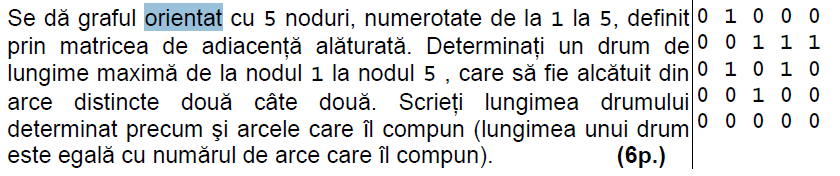 Se dă graful orientat cu 5 noduri, numerotate de la 1 la 5, definit
prin matricea de adiacență alăturată. Determinați un drum de
lungime maximă de la nodul 1 la nodul 5 , care să fie alcătuit din
arce distincte două câte două. Scrieți lungimea drumului
determinat precum și arcele care îl compun (lungimea unui drum
este egală cu numărul de arce care îl compun). (6p.)
0 1 0 0 0
0 0 1 1 1
0 1 0 1 0
0 0 1 0 0
0 0 0 0 0